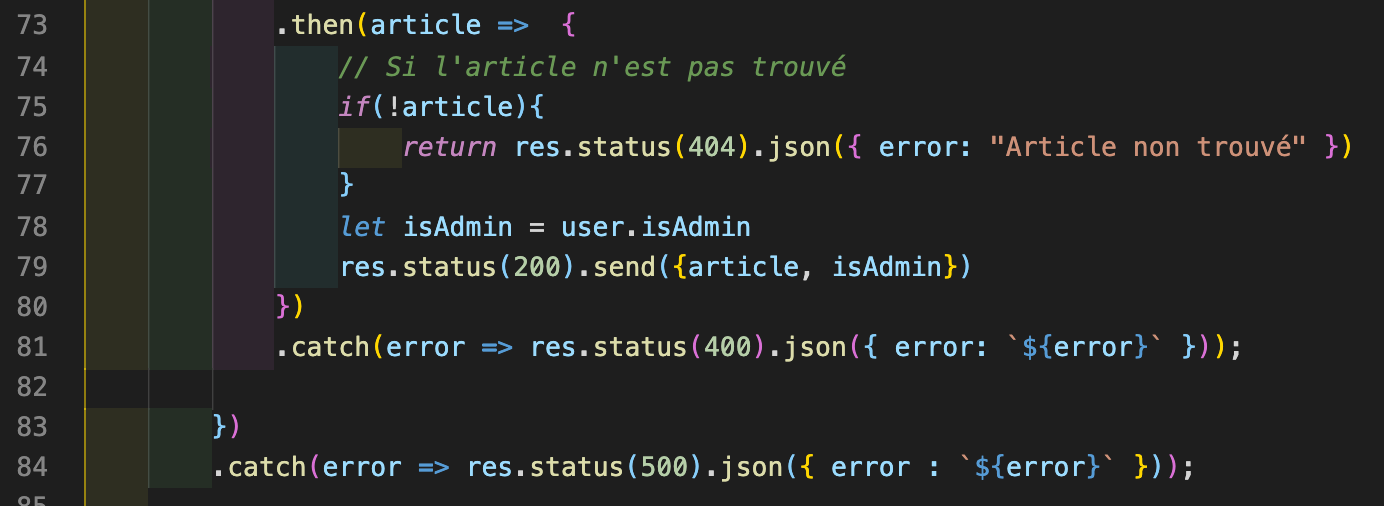 73 .then(article =>  {
74 // Si l'article n'est pas trouvé
75 if(!article){
76 return res.status(404).json({ error: "Article non trouvé" })
77 }
78 let isAdmin = user.isAdmin
79 res.status(200).send({article, isAdmin})
80 })
81 .catch(error => res.status(400).json({ error: `${error}` }));
82
83 })
84 .catch(error => res.status(500).json({ error : `${error}` }));
85